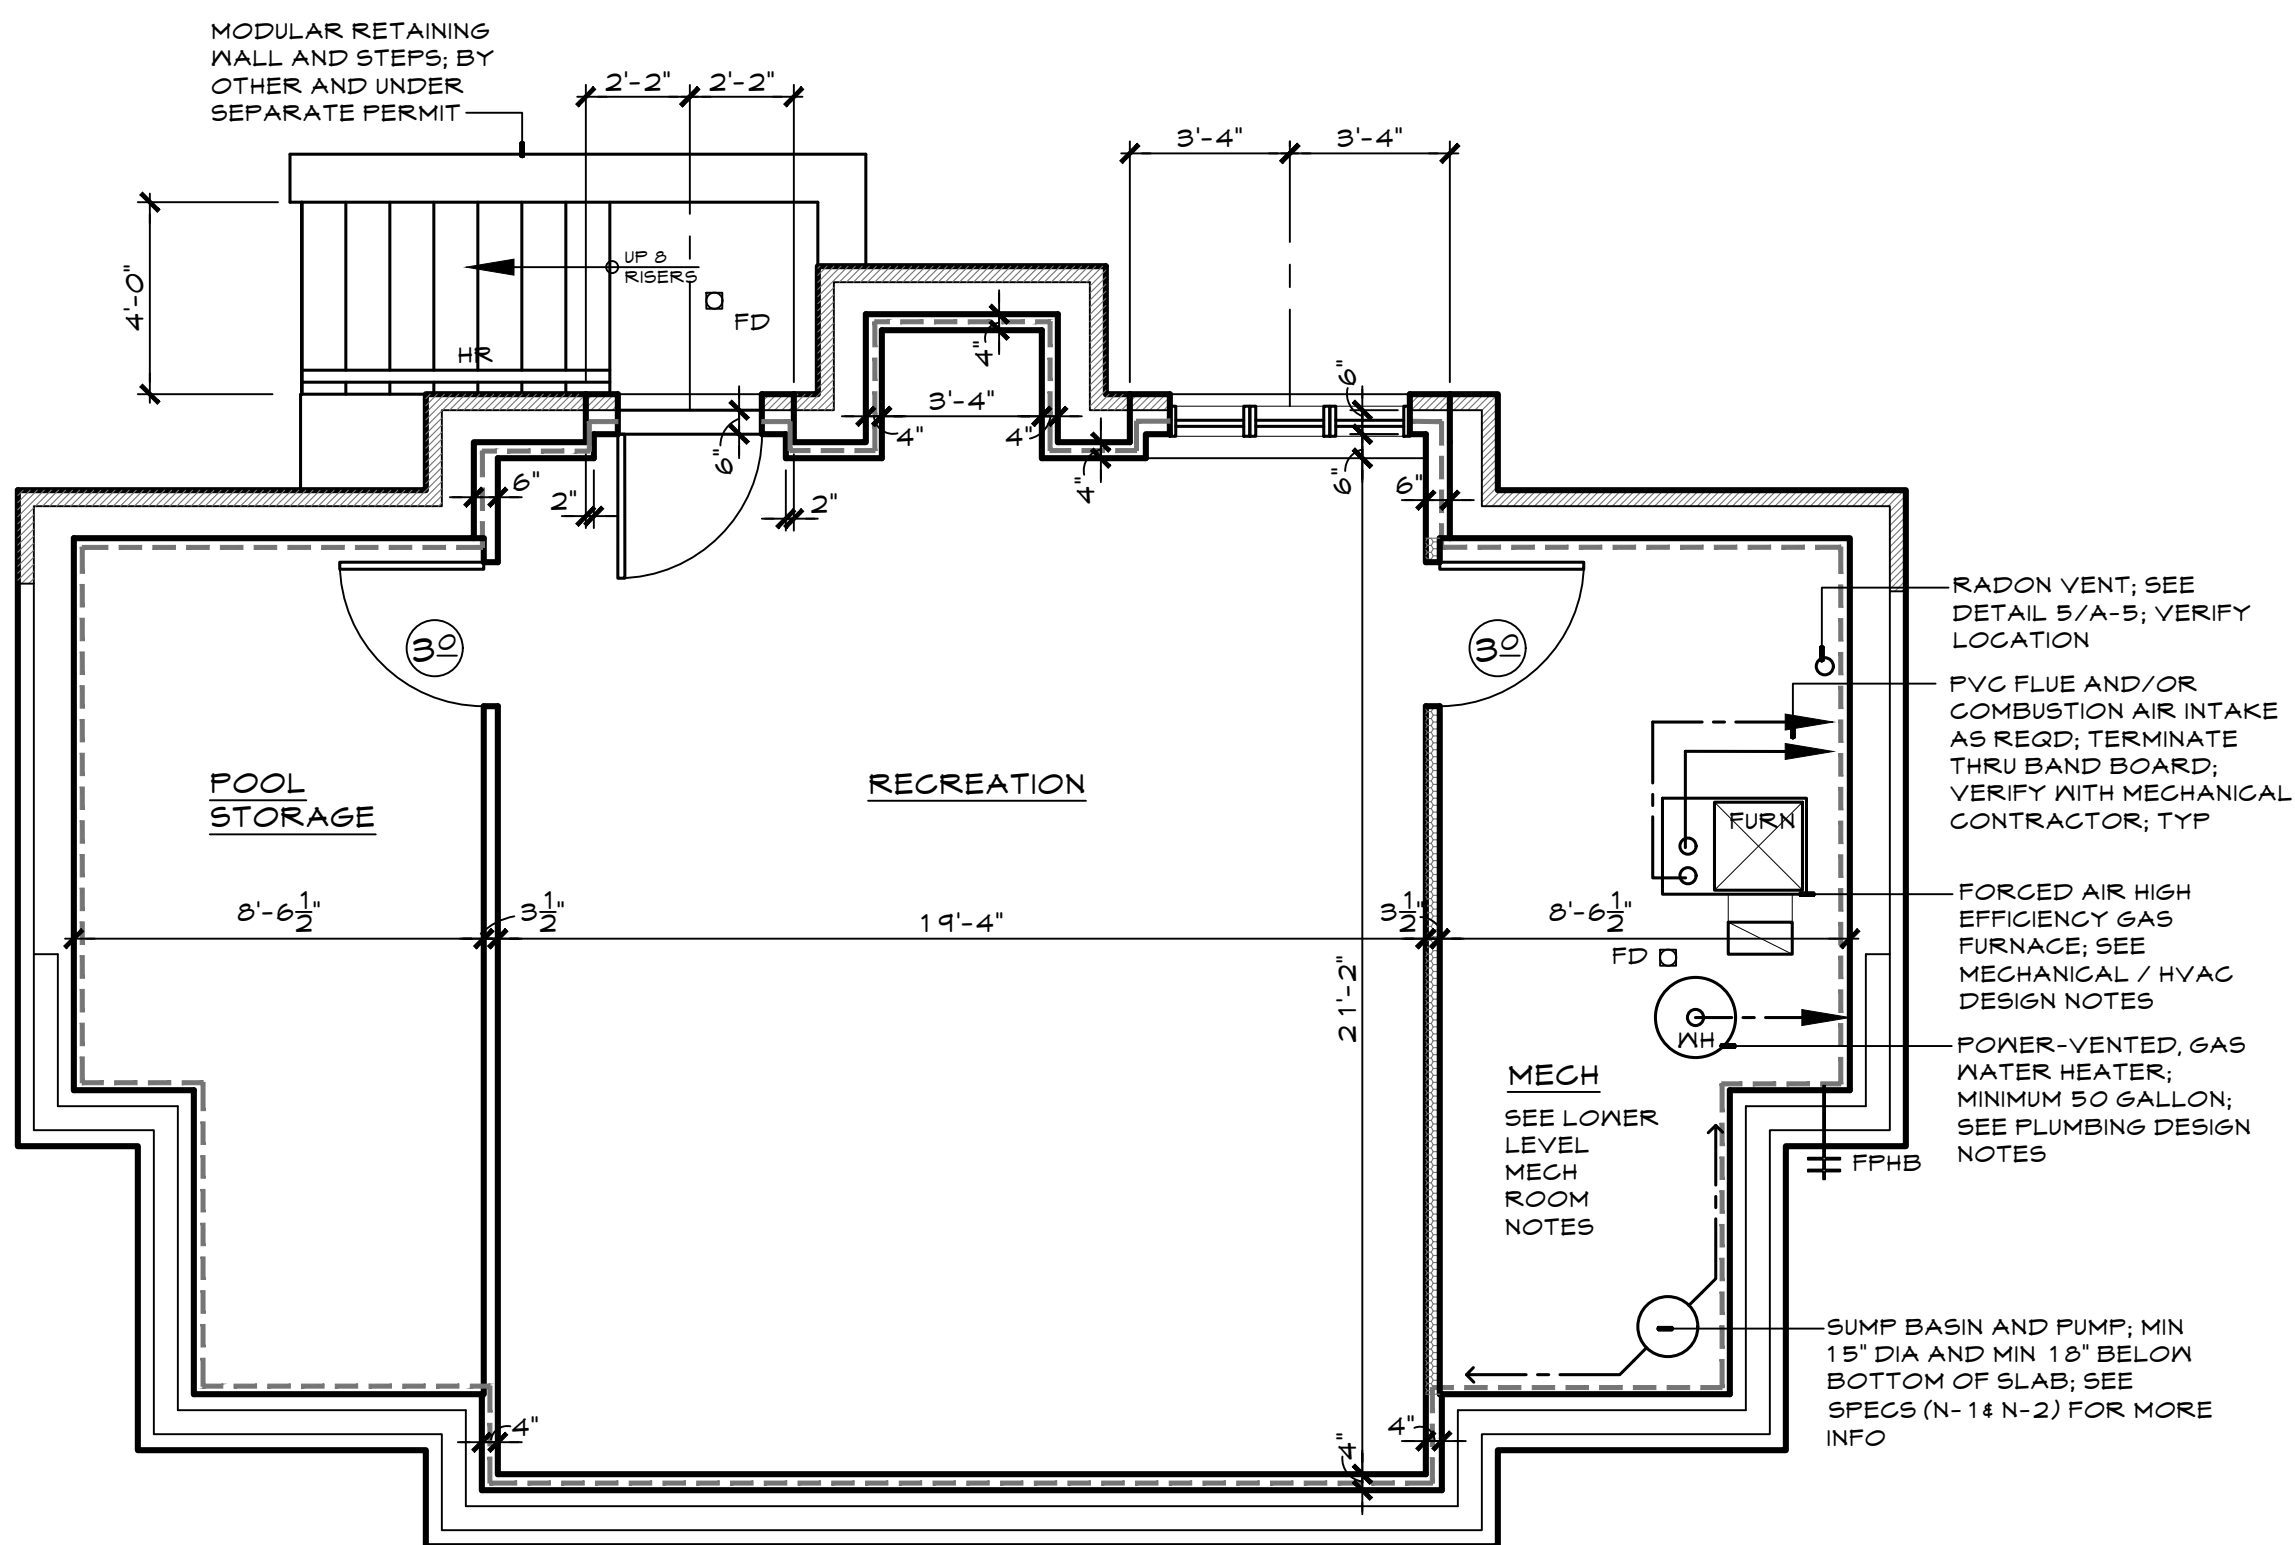 MODULAR RETAINING
WALL AND STEPS; BY
OTHER AND UNDER
SEPARATE PERMIT
2'-2" 2'-2"
3'-4" 3'-4"
4'-0"
UP 8
RISERS
FD
HR
4"
3'-4"
4" 4"
6"
6"
4"
6"
6"
2"
2"
6"
3º
3º
RADON VENT; SEE
DETAIL 5/A-5; VERIFY
LOCATION
PVC FLUE AND/OR
COMBUSTION AIR INTAKE
AS REQD; TERMINATE
THRU BAND BOARD;
VERIFY WITH MECHANICAL
CONTRACTOR; TYP
POOL
STORAGE
RECREATION
FURN
8'-6 1/2"
3 1/2"
19'-4"
3 1/2"
8'-6 1/2"
21'-2"
FD
WH
FORCED AIR HIGH
EFFICIENCY GAS
FURNACE; SEE
MECHANICAL / HVAC
DESIGN NOTES
POWER-VENTED, GAS
WATER HEATER;
MINIMUM 50 GALLON;
SEE PLUMBING DESIGN
NOTES
MECH
SEE LOWER
LEVEL
MECH
ROOM
NOTES
FPHB
SUMP BASIN AND PUMP; MIN
15" DIA AND MIN 18" BELOW
BOTTOM OF SLAB; SEE
SPECS (N-1& N-2) FOR MORE
INFO
4"
4"
4"